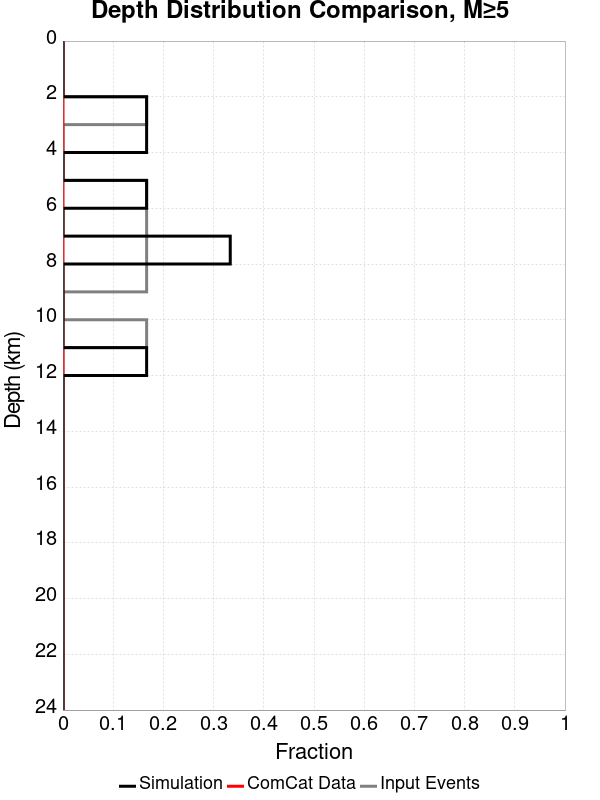 Depth Distribution Comparison, M≥5
0
2
4
6
8
10
12
14
16
18
20
22
24
Depth (km)
0 0.1 0.2 0.3 0.4 0.5 0.6 0.7 0.8 0.9 1
Fraction
Simulation ComCat Data Input Events